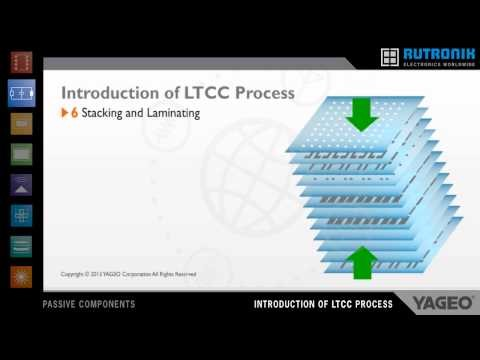 RUTRONIK
ELECTRONICS WORLDWIDE
Introduction of LTCC Process
6 Stacking and Laminating
Copyright © 2013 YAGEO Corporation All Rights Reserved
PASSIVE COMPONENTS
INTRODUCTION OF LTCC PROCESS
YAGEO